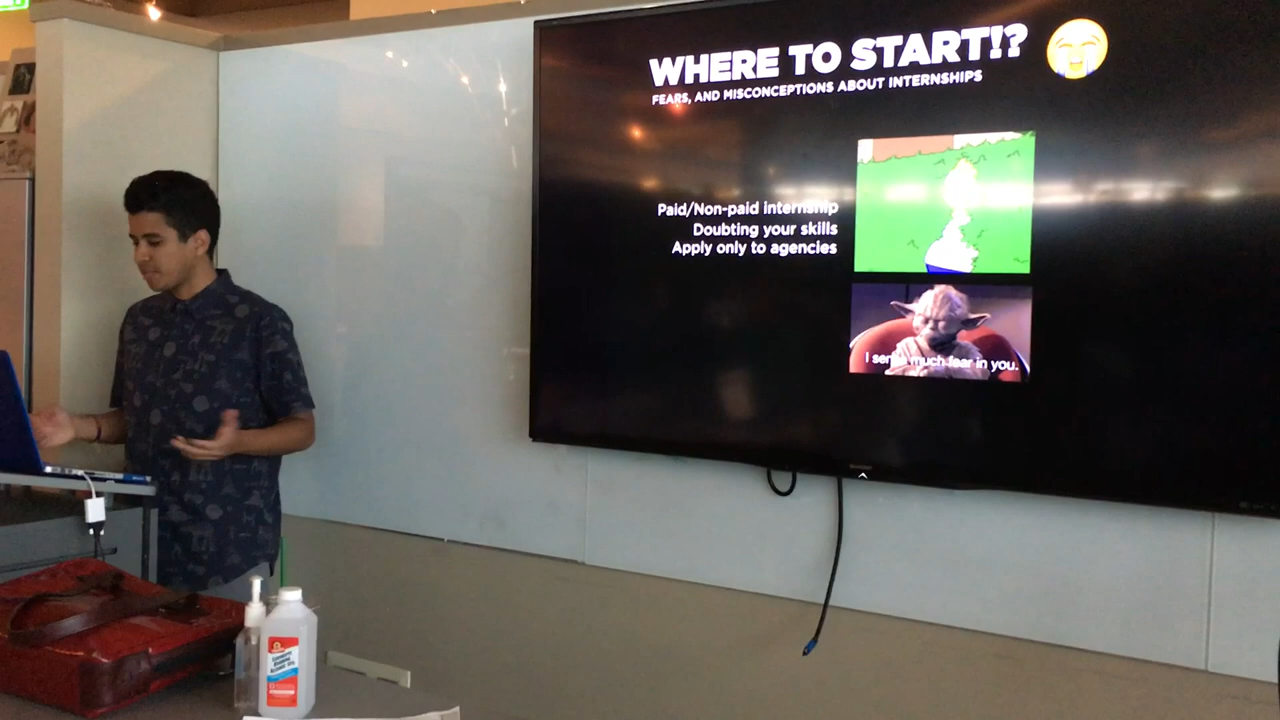 WHERE TO START!?
FEARS, AND MISCONCEPTIONS ABOUT INTERNSHIPS
Paid/Non-paid internship
Doubting your skills
Apply only to agencies
I sense much fear in you.